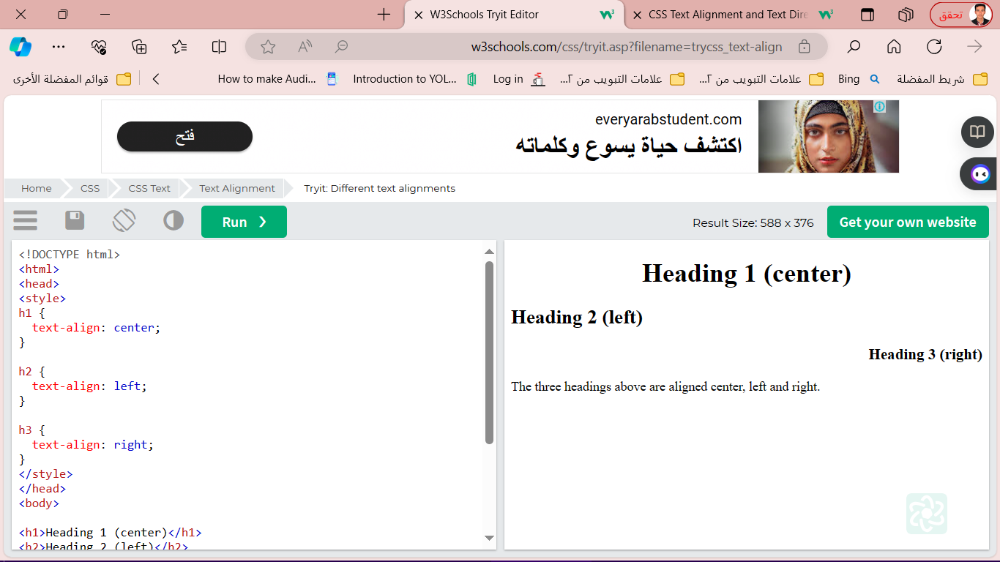 W3Schools Tryit Editor
CSS Text Alignment and Text Dire
تحقق
w3schools.com/css/tryit.asp?filename=trycss_text-align
قوائم المفضلة الأخرى
How to make Audi...
Introduction to YOL...
Log in
علامات التبويب من ٢...
علامات التبويب من ٢...
Bing
شريط المفضلة
everyarabstudent.com
اكتشف حياة يسوع وكلماته
فتح
Home
CSS
CSS Text
Text Alignment
Tryit: Different text alignments
Run ❯
Result Size: 588 x 376
Get your own website
<!DOCTYPE html>
<html>
<head>
<style>
h1 {
  text-align: center;
}
h2 {
  text-align: left;
}
h3 {
  text-align: right;
}
</style>
</head>
<body>
<h1>Heading 1 (center)</h1>
<h2>Heading 2 (left)</h2>
Heading 1 (center)
Heading 2 (left)
Heading 3 (right)
The three headings above are aligned center, left and right.